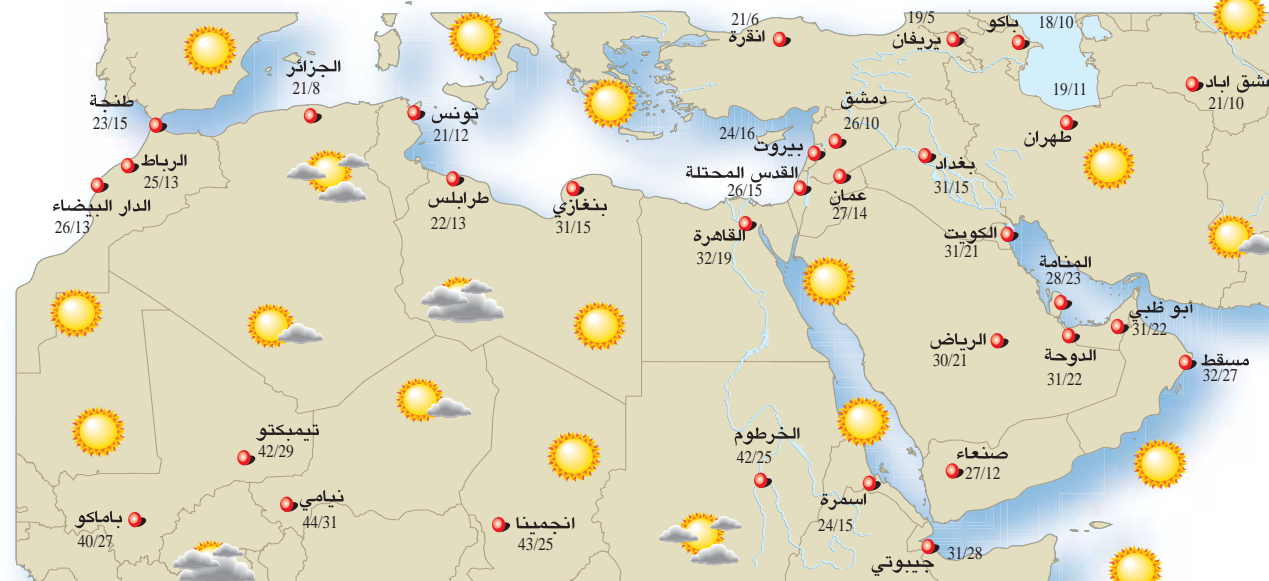 21/6
انقرة
19/5
يريفان
باكو
18/10
عشق اباد
21/10
19/11
طهران
الجزائر
21/8
طنجة
23/15
تونس
21/12
دمشق
26/10
24/16
بيروت
بغداد
31/15
الرباط
25/13
القدس المحتلة
26/15
عمان
27/14
الدار البيضاء
26/13
طرابلس
22/13
بنغازي
31/15
القاهرة
32/19
الكويت
31/21
المنامة
28/23
أبو ظبي
31/22
الرياض
30/21
الدوحة
31/22
مسقط
32/27
تيمبكتو
42/29
الخرطوم
42/25
صنعاء
27/12
نيامي
44/31
باماكو
40/27
انجمينا
43/25
اسمرة
24/15
جيبوتي
31/28